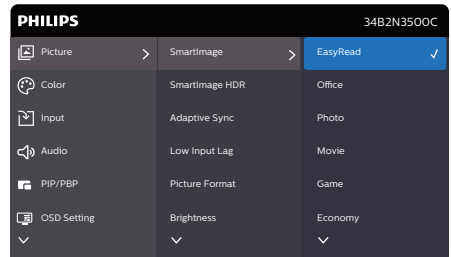 PHILIPS 34B2N3500C
Picture SmartImage EasyRead
Color SmartImage HDR Office
Input Adaptive Sync Photo
Audio Low Input Lag Movie
PIP/PBP Picture Format Game
OSD Setting Brightness Economy